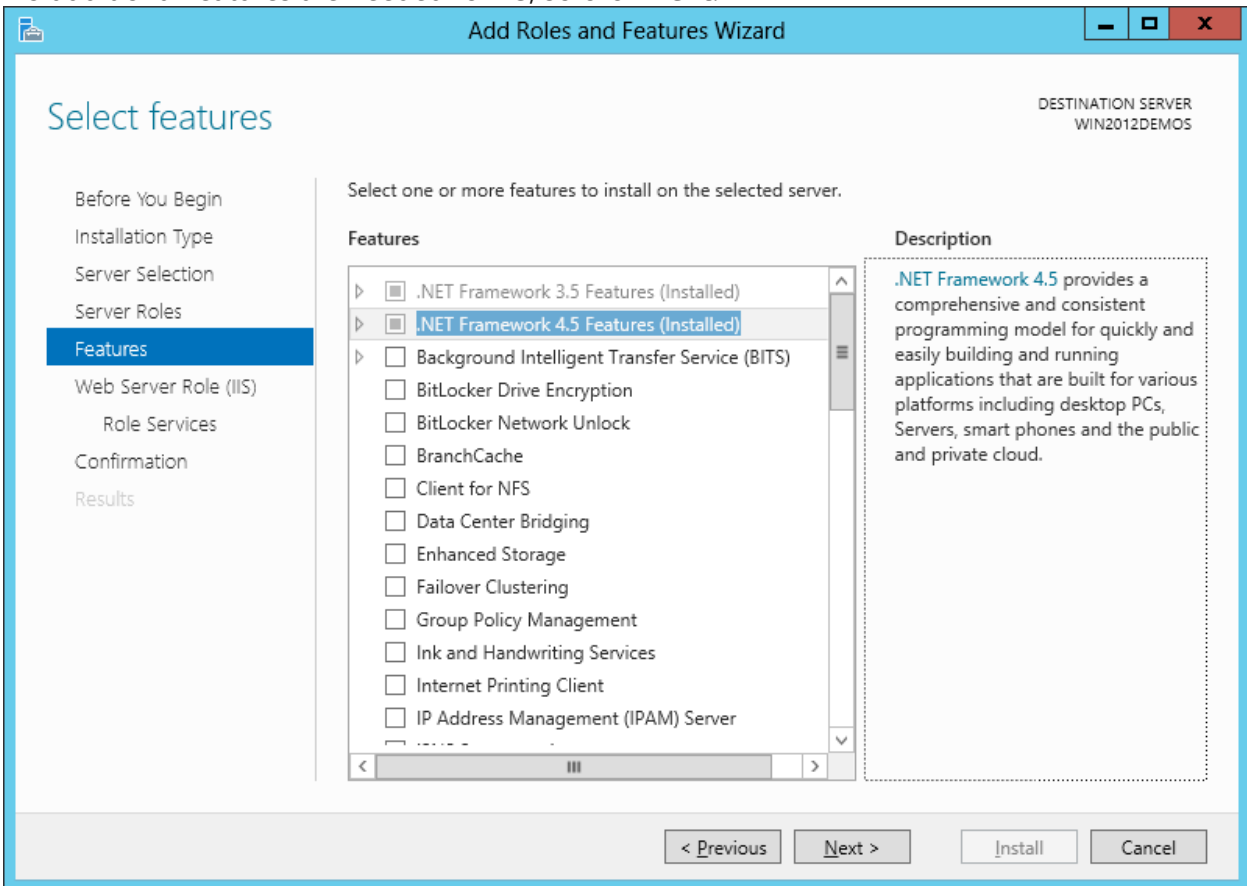 Add Roles and Features Wizard
Select features
DESTINATION SERVER
WIN2012DEMOS
Before You Begin
Installation Type
Server Selection
Server Roles
Features
Web Server Role (IIS)
Role Services
Confirmation
Results
Select one or more features to install on the selected server.
Features
.NET Framework 3.5 Features (Installed)
.NET Framework 4.5 Features (Installed)
Background Intelligent Transfer Service (BITS)
BitLocker Drive Encryption
BitLocker Network Unlock
BranchCache
Client for NFS
Data Center Bridging
Enhanced Storage
Failover Clustering
Group Policy Management
Ink and Handwriting Services
Internet Printing Client
IP Address Management (IPAM) Server
Description
.NET Framework 4.5 provides a
comprehensive and consistent
programming model for quickly and
easily building and running
applications that are built for various
platforms including desktop PCs,
Servers, smart phones and the public
and private cloud.
< Previous
Next >
Install
Cancel